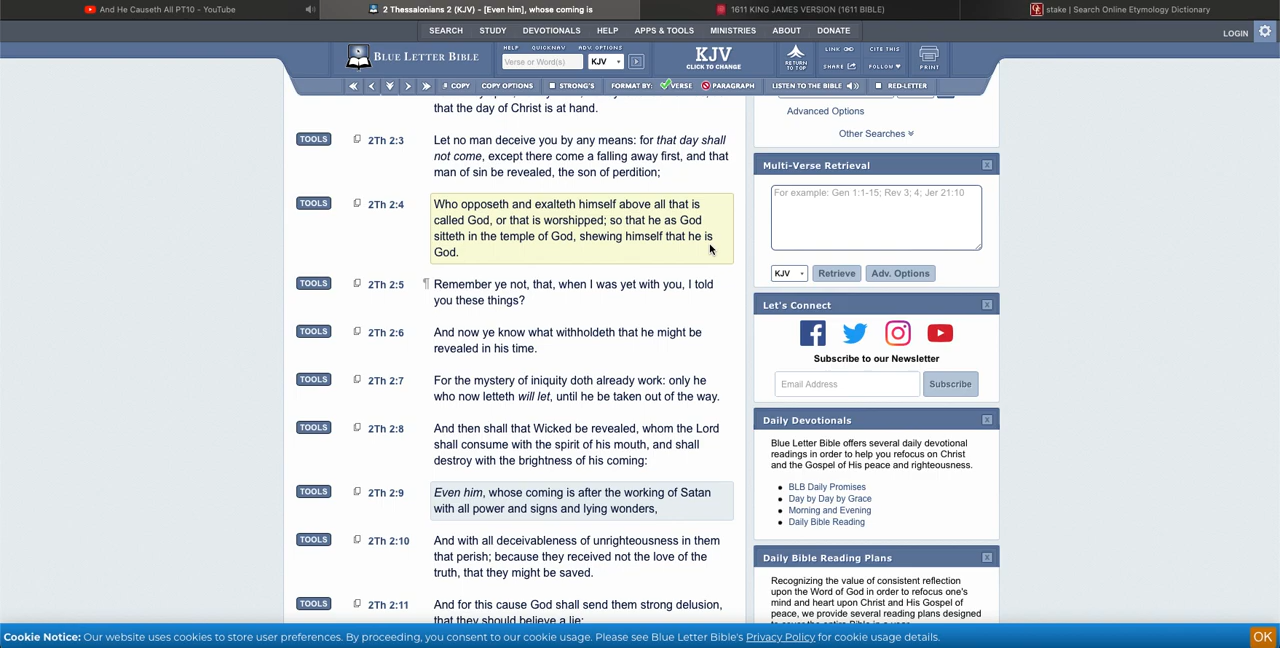 And He Causeth All PT10 - YouTube
2 Thessalonians 2 (KJV) - [Even him], whose coming is
1611 KING JAMES VERSION (1611 BIBLE)
stake | Search Online Etymology Dictionary
SEARCH STUDY DEVOTIONALS HELP APPS & TOOLS MINISTRIES ABOUT DONATE
LOGIN
BLUE LETTER BIBLE
HELP QUICKNAV ADV. OPTIONS
Verse or Word(s) KJV
KJV
CLICK TO CHANGE
RETURN TO TOP
LINK CITE THIS
SHARE FOLLOW
PRINT
COPY COPY OPTIONS STRONG'S FORMAT BY: VERSE PARAGRAPH LISTEN TO THE BIBLE RED-LETTER
that the day of Christ is at hand.
TOOLS 2Th 2:3 Let no man deceive you by any means: for that day shall
not come, except there come a falling away first, and that
man of sin be revealed, the son of perdition;
TOOLS 2Th 2:4 Who opposeth and exalteth himself above all that is
called God, or that is worshipped; so that he as God
sitteth in the temple of God, shewing himself that he is
God.
TOOLS 2Th 2:5 ¶ Remember ye not, that, when I was yet with you, I told
you these things?
TOOLS 2Th 2:6 And now ye know what withholdeth that he might be
revealed in his time.
TOOLS 2Th 2:7 For the mystery of iniquity doth already work: only he
who now letteth will let, until he be taken out of the way.
TOOLS 2Th 2:8 And then shall that Wicked be revealed, whom the Lord
shall consume with the spirit of his mouth, and shall
destroy with the brightness of his coming:
TOOLS 2Th 2:9 Even him, whose coming is after the working of Satan
with all power and signs and lying wonders,
TOOLS 2Th 2:10 And with all deceivableness of unrighteousness in them
that perish; because they received not the love of the
truth, that they might be saved.
TOOLS 2Th 2:11 And for this cause God shall send them strong delusion,
that they should believe a lie:
Advanced Options
Other Searches
Multi-Verse Retrieval
For example: Gen 1:1-15; Rev 3; 4; Jer 21:10
KJV Retrieve Adv. Options
Let's Connect
Subscribe to our Newsletter
Email Address Subscribe
Daily Devotionals
Blue Letter Bible offers several daily devotional
readings in order to help you refocus on Christ
and the Gospel of His peace and righteousness.
BLB Daily Promises
Day by Day by Grace
Morning and Evening
Daily Bible Reading
Daily Bible Reading Plans
Recognizing the value of consistent reflection
upon the Word of God in order to refocus one's
mind and heart upon Christ and His Gospel of
peace, we provide several reading plans designed
Cookie Notice: Our website uses cookies to store user preferences. By proceeding, you consent to our cookie usage. Please see Blue Letter Bible's Privacy Policy for cookie usage details.
OK